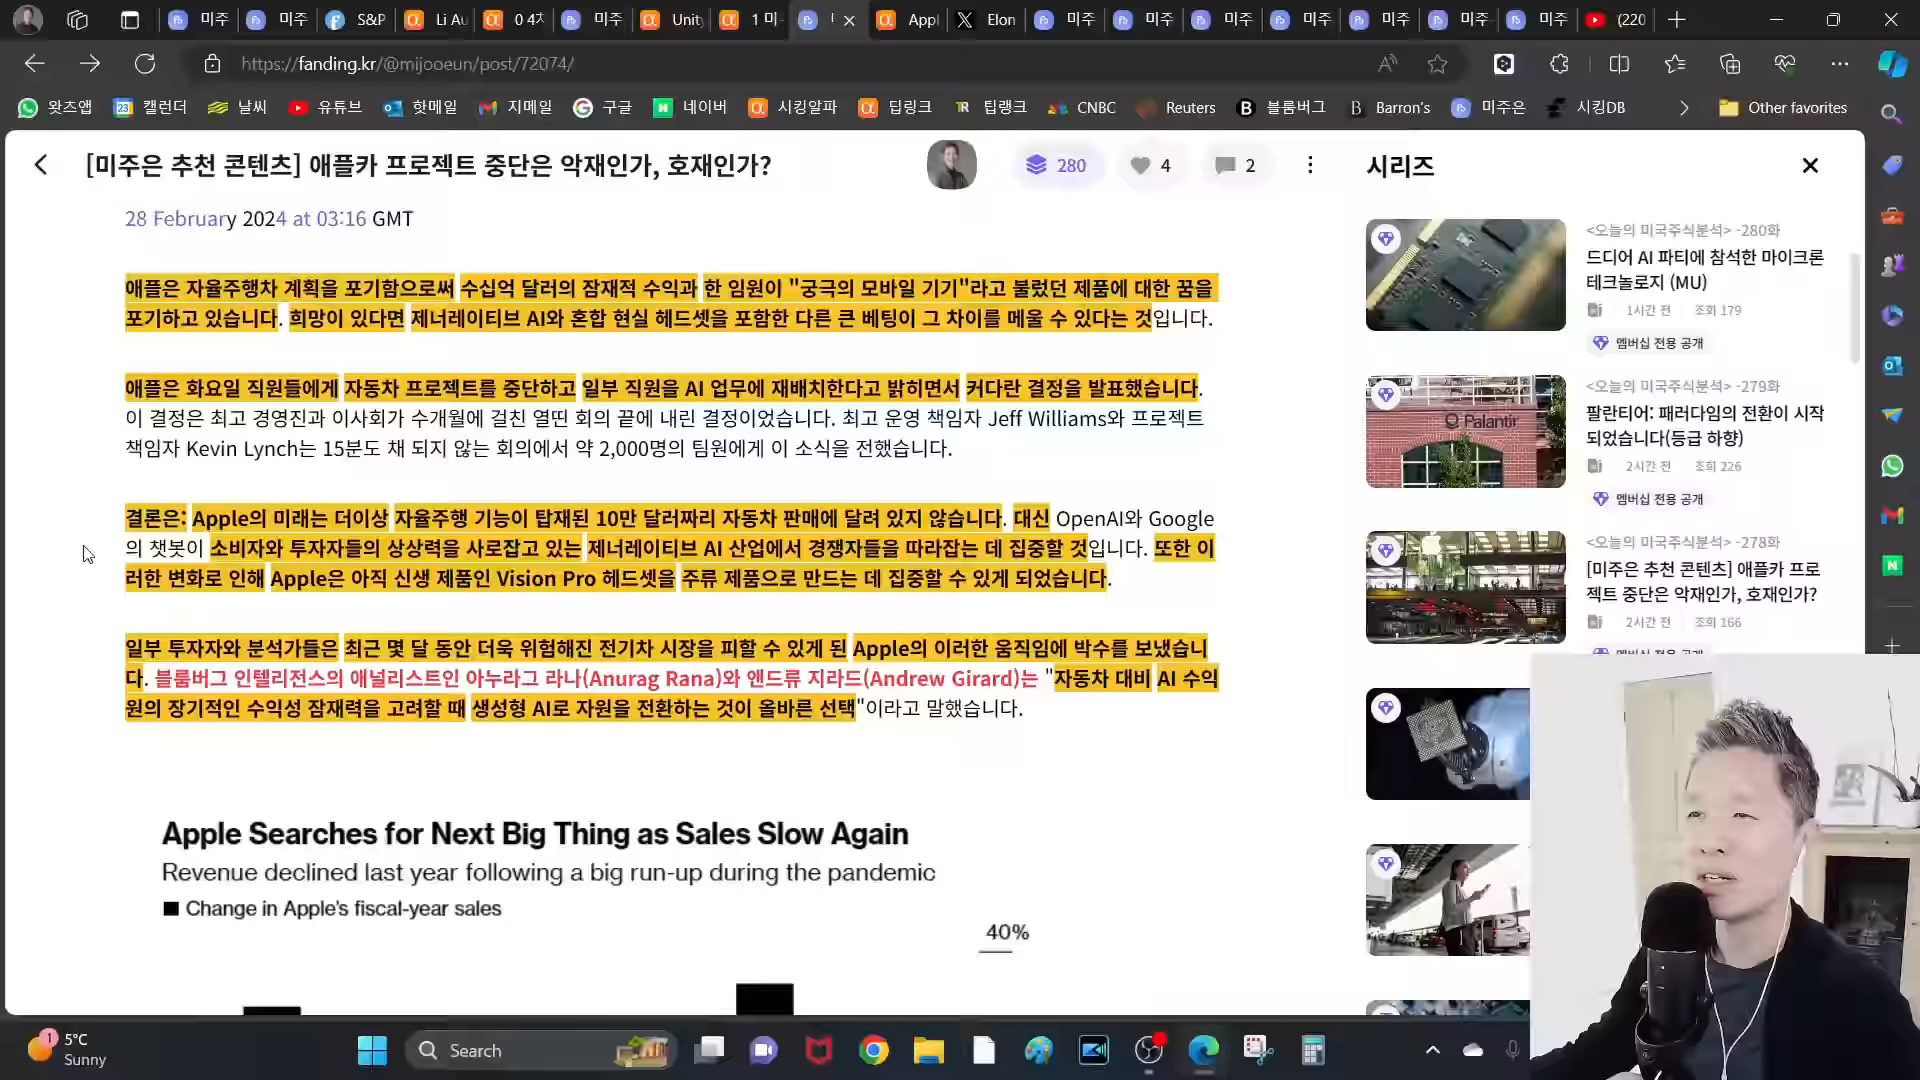 미주
미주
S&P
Li Au
0 4차
미주
Unity
1 미
Appl
Elon
미주
미주
미주
미주
미주
미주
미주
(220
https://fanding.kr/@mijooeun/post/72074/
왓츠앱
캘린더
날씨
유튜브
핫메일
지메일
구글
네이버
시킹알파
딥링크
팁랭크
CNBC
Reuters
블룸버그
Barron's
미주은
시킹DB
Other favorites
[미주은 추천 콘텐츠] 애플카 프로젝트 중단은 악재인가, 호재인가?
280
4
2
28 February 2024 at 03:16 GMT
애플은 자율주행차 계획을 포기함으로써 수십억 달러의 잠재적 수익과 한 임원이 "궁극의 모바일 기기"라고 불렀던 제품에 대한 꿈을
포기하고 있습니다. 희망이 있다면 제너레이티브 AI와 혼합 현실 헤드셋을 포함한 다른 큰 베팅이 그 차이를 메울 수 있다는 것입니다.
애플은 화요일 직원들에게 자동차 프로젝트를 중단하고 일부 직원을 AI 업무에 재배치한다고 밝히면서 커다란 결정을 발표했습니다.
이 결정은 최고 경영진과 이사회가 수개월에 걸친 열띤 회의 끝에 내린 결정이었습니다. 최고 운영 책임자 Jeff Williams와 프로젝트
책임자 Kevin Lynch는 15분도 채 되지 않는 회의에서 약 2,000명의 팀원에게 이 소식을 전했습니다.
결론은: Apple의 미래는 더이상 자율주행 기능이 탑재된 10만 달러짜리 자동차 판매에 달려 있지 않습니다. 대신 OpenAI와 Google
의 챗봇이 소비자와 투자자들의 상상력을 사로잡고 있는 제너레이티브 AI 산업에서 경쟁자들을 따라잡는 데 집중할 것입니다. 또한 이
러한 변화로 인해 Apple은 아직 신생 제품인 Vision Pro 헤드셋을 주류 제품으로 만드는 데 집중할 수 있게 되었습니다.
일부 투자자와 분석가들은 최근 몇 달 동안 더욱 위험해진 전기차 시장을 피할 수 있게 된 Apple의 이러한 움직임에 박수를 보냈습니
다. 블룸버그 인텔리전스의 애널리스트인 아누라그 라나(Anurag Rana)와 앤드류 지라드(Andrew Girard)는 "자동차 대비 AI 수익
원의 장기적인 수익성 잠재력을 고려할 때 생성형 AI로 자원을 전환하는 것이 올바른 선택"이라고 말했습니다.
Apple Searches for Next Big Thing as Sales Slow Again
Revenue declined last year following a big run-up during the pandemic
Change in Apple's fiscal-year sales
40%
시리즈
<오늘의 미국주식분석> -280화
드디어 AI 파티에 참석한 마이크론
테크놀로지 (MU)
1시간 전 조회 179
멤버십 전용 공개
Palantir
<오늘의 미국주식분석> -279화
팔란티어: 패러다임의 전환이 시작
되었습니다(등급 하향)
2시간 전 조회 226
멤버십 전용 공개
<오늘의 미국주식분석> -278화
[미주은 추천 콘텐츠] 애플카 프로
젝트 중단은 악재인가, 호재인가?
2시간 전 조회 166
5°C
Sunny
Search